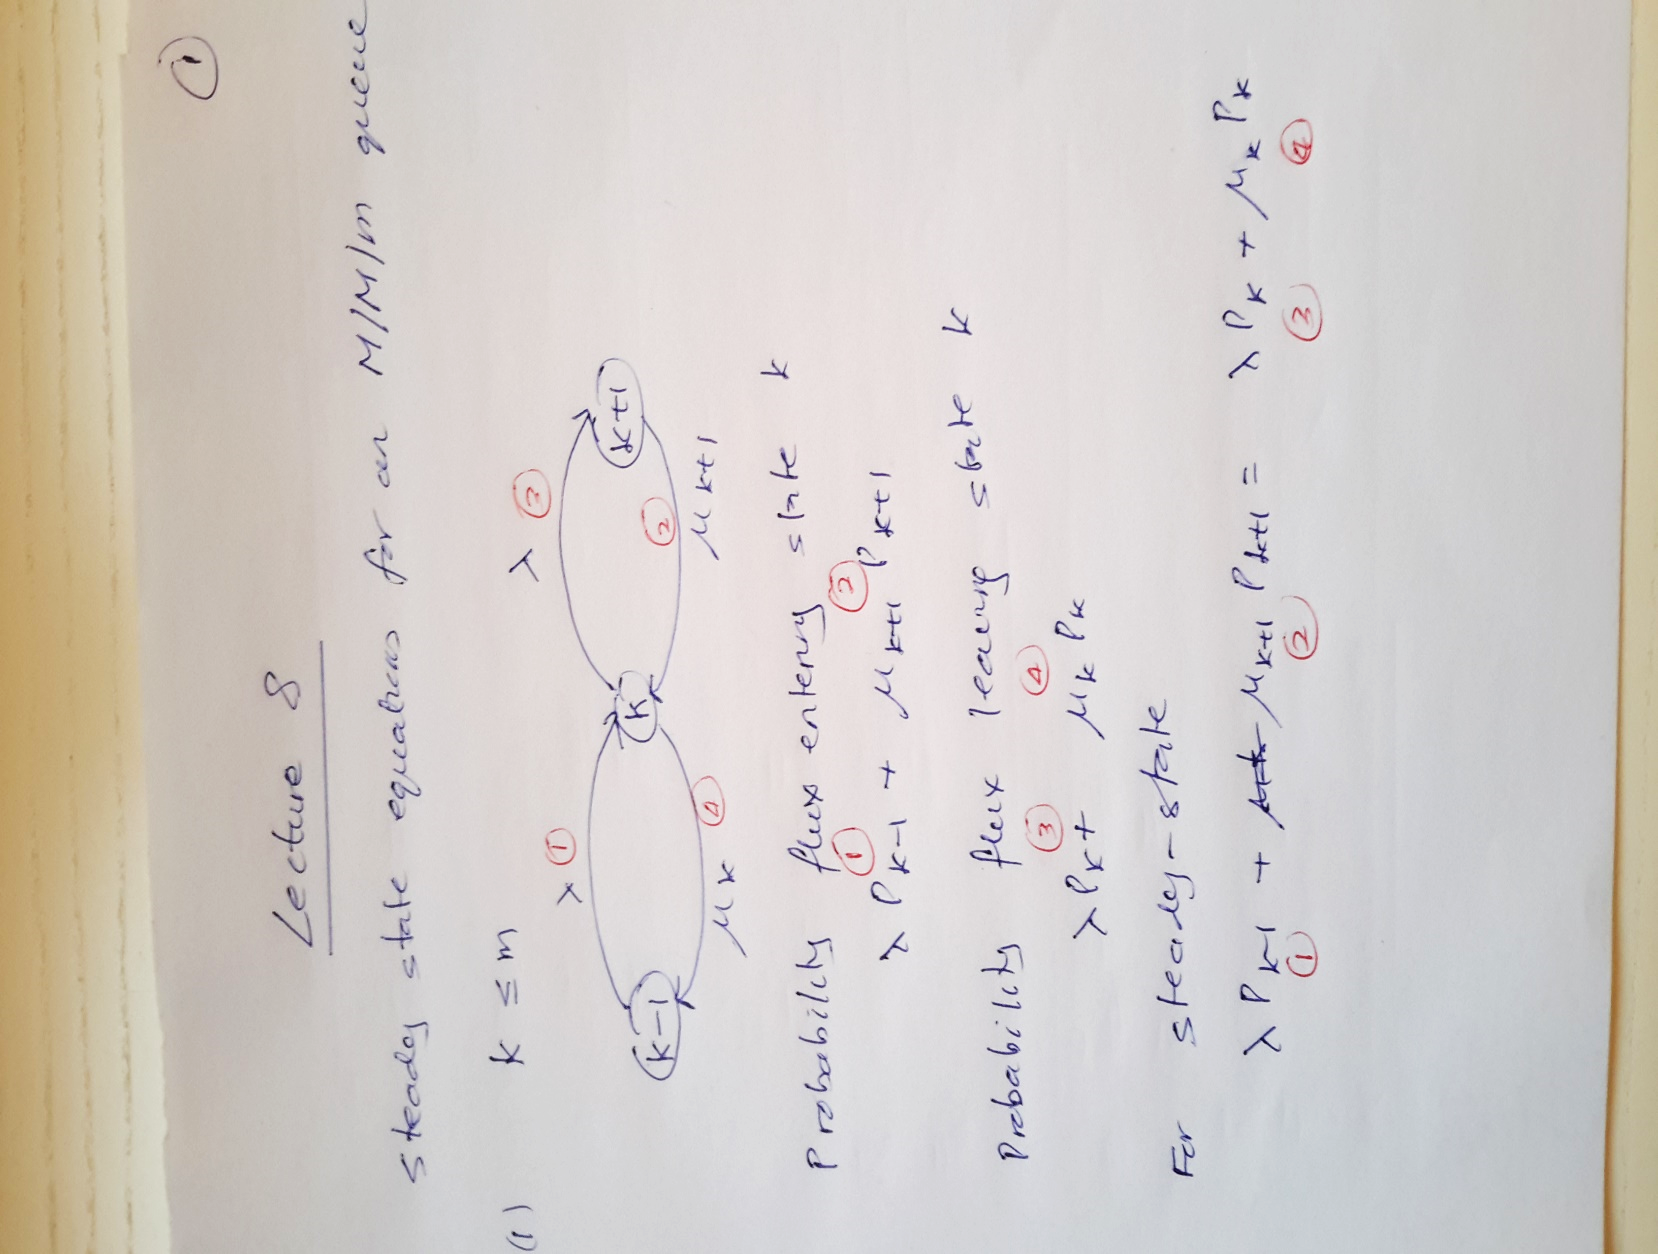 ①
Lecture 8
steady state equations for an M/M/m queue
(1) k ≤ m
λ ① λ ③
k-1 k k+1
μk ④ ② μk+1
Probability flux entering state k
① ②
λ Pk-1 + μk+1 Pk+1
Probability flux leaving state k
③ ④
λPk + μk Pk
For steady-state
λ Pk-1 + μk+1 Pk+1 = λ Pk + μk Pk
① ② ③ ④